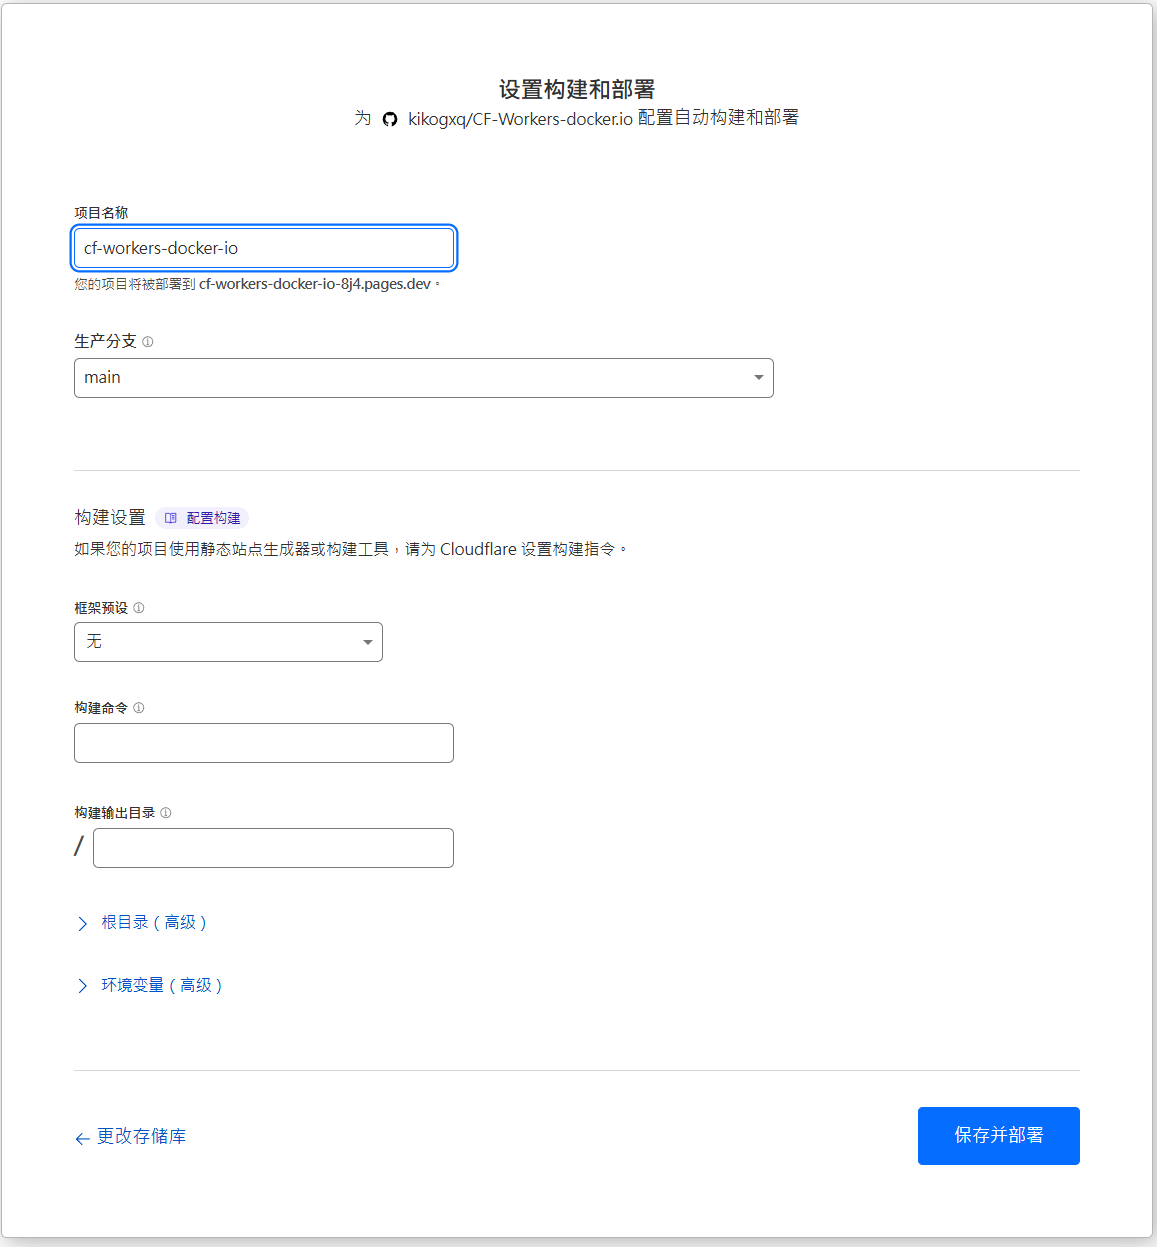 设置构建和部署
为 kikogxq/CF-Workers-docker.io 配置自动构建和部署
项目名称
cf-workers-docker-io
您的项目将被部署到 cf-workers-docker-io-8j4.pages.dev。
生产分支
main
构建设置 配置构建
如果您的项目使用静态站点生成器或构建工具，请为 Cloudflare 设置构建指令。
框架预设
无
构建命令
构建输出目录
/
根目录（高级）
环境变量（高级）
更改存储库
保存并部署